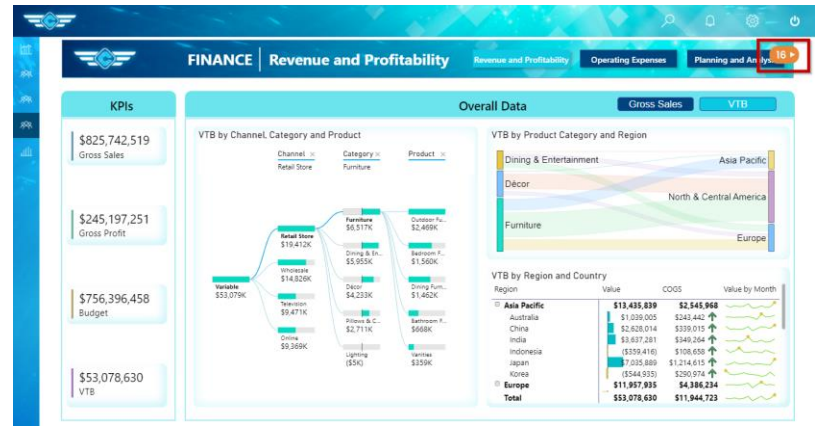 FINANCE | Revenue and Profitability
Revenue and Profitability
Operating Expenses
Planning and Analys
16
KPIs
$825,742,519
Gross Sales
$245,197,251
Gross Profit
$756,396,458
Budget
$53,078,630
VTB
Overall Data
Gross Sales
VTB
VTB by Channel, Category and Product
Channel ×
Category ×
Product ×
Retail Store
Furniture
Variable
$53,079K
Retail Store
$19,412K
Wholesale
$14,826K
Television
$9,471K
Online
$9,369K
Furniture
$6,517K
Dining & En...
$5,955K
Décor
$4,233K
Pillows & C...
$2,711K
Lighting
($5K)
Outdoor Fu...
$2,469K
Bedroom F...
$1,560K
Dining Furn...
$1,462K
Bathroom F...
$668K
Vanities
$359K
VTB by Product Category and Region
Dining & Entertainment
Décor
Furniture
Asia Pacific
North & Central America
Europe
VTB by Region and Country
Region Value COGS Value by Month
Asia Pacific $13,435,839 $2,545,968
Australia $1,039,005 $243,442
China $2,628,014 $339,015
India $3,637,281 $349,264
Indonesia ($359,416) $108,658
Japan $7,035,889 $1,214,615
Korea ($544,935) $290,974
Europe $11,957,935 $4,386,234
Total $53,078,630 $11,944,723